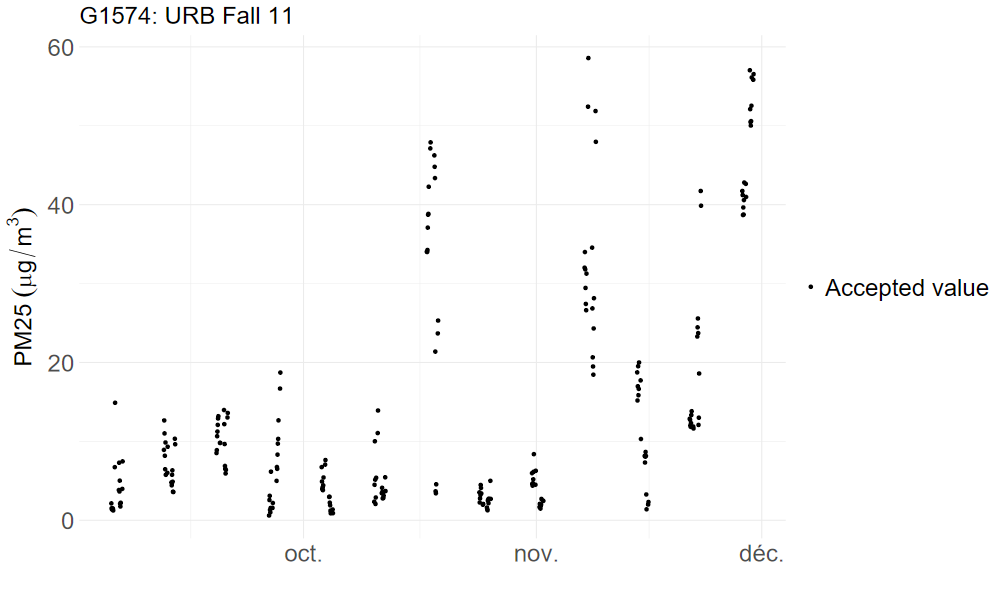 G1574: URB Fall 11
60
40
20
0
PM25 (μg/m³)
oct.
nov.
déc.
Accepted value